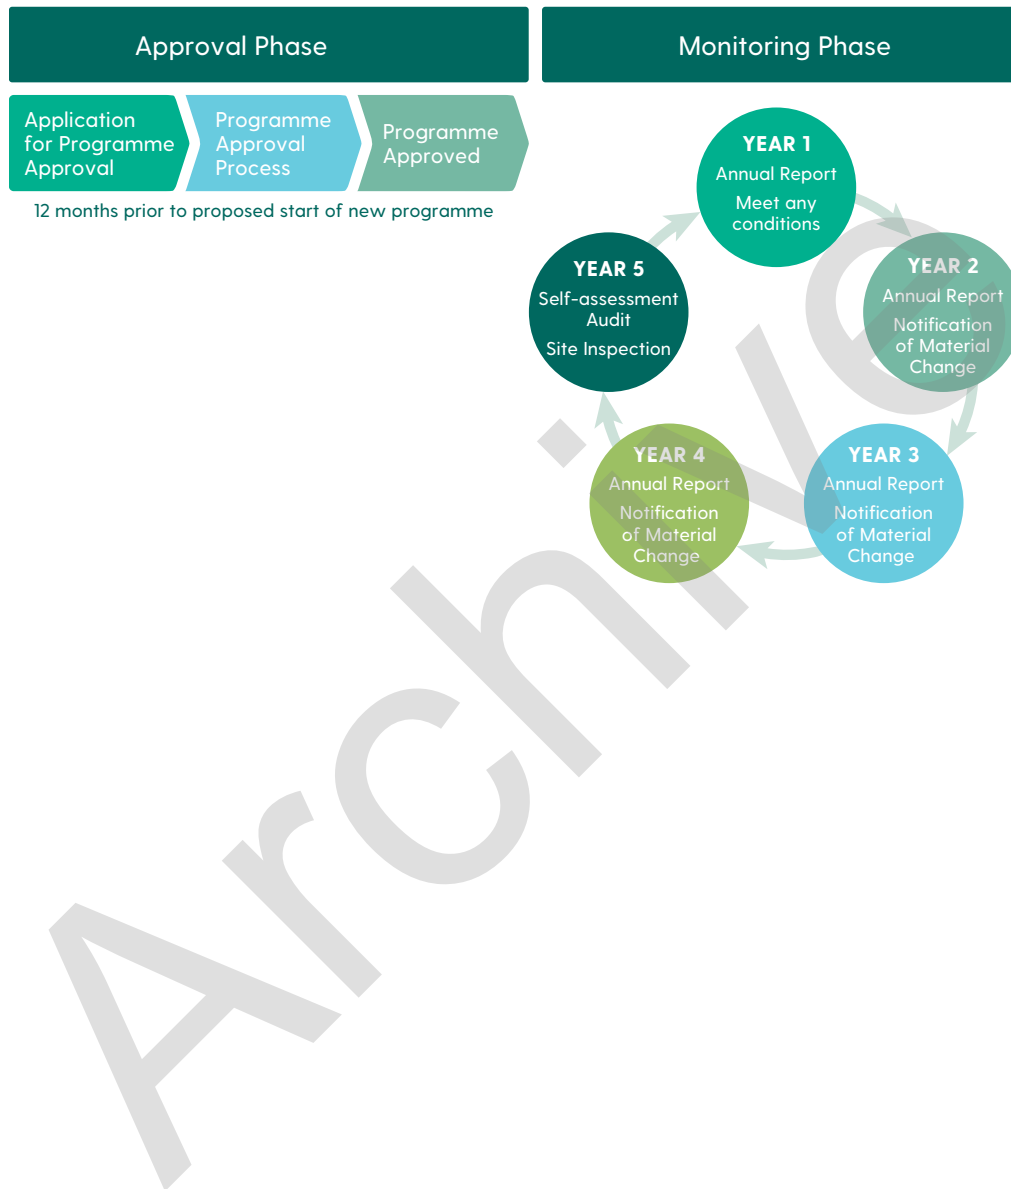 Approval Phase
Monitoring Phase
Application
for Programme
Approval
Programme
Approval
Process
Programme
Approved
12 months prior to proposed start of new programme
YEAR 1
Annual Report
Meet any
conditions
YEAR 2
Annual Report
Notification
of Material
Change
YEAR 3
Annual Report
Notification
of Material
Change
YEAR 4
Annual Report
Notification
of Material
Change
YEAR 5
Self-assessment
Audit
Site Inspection
Archive